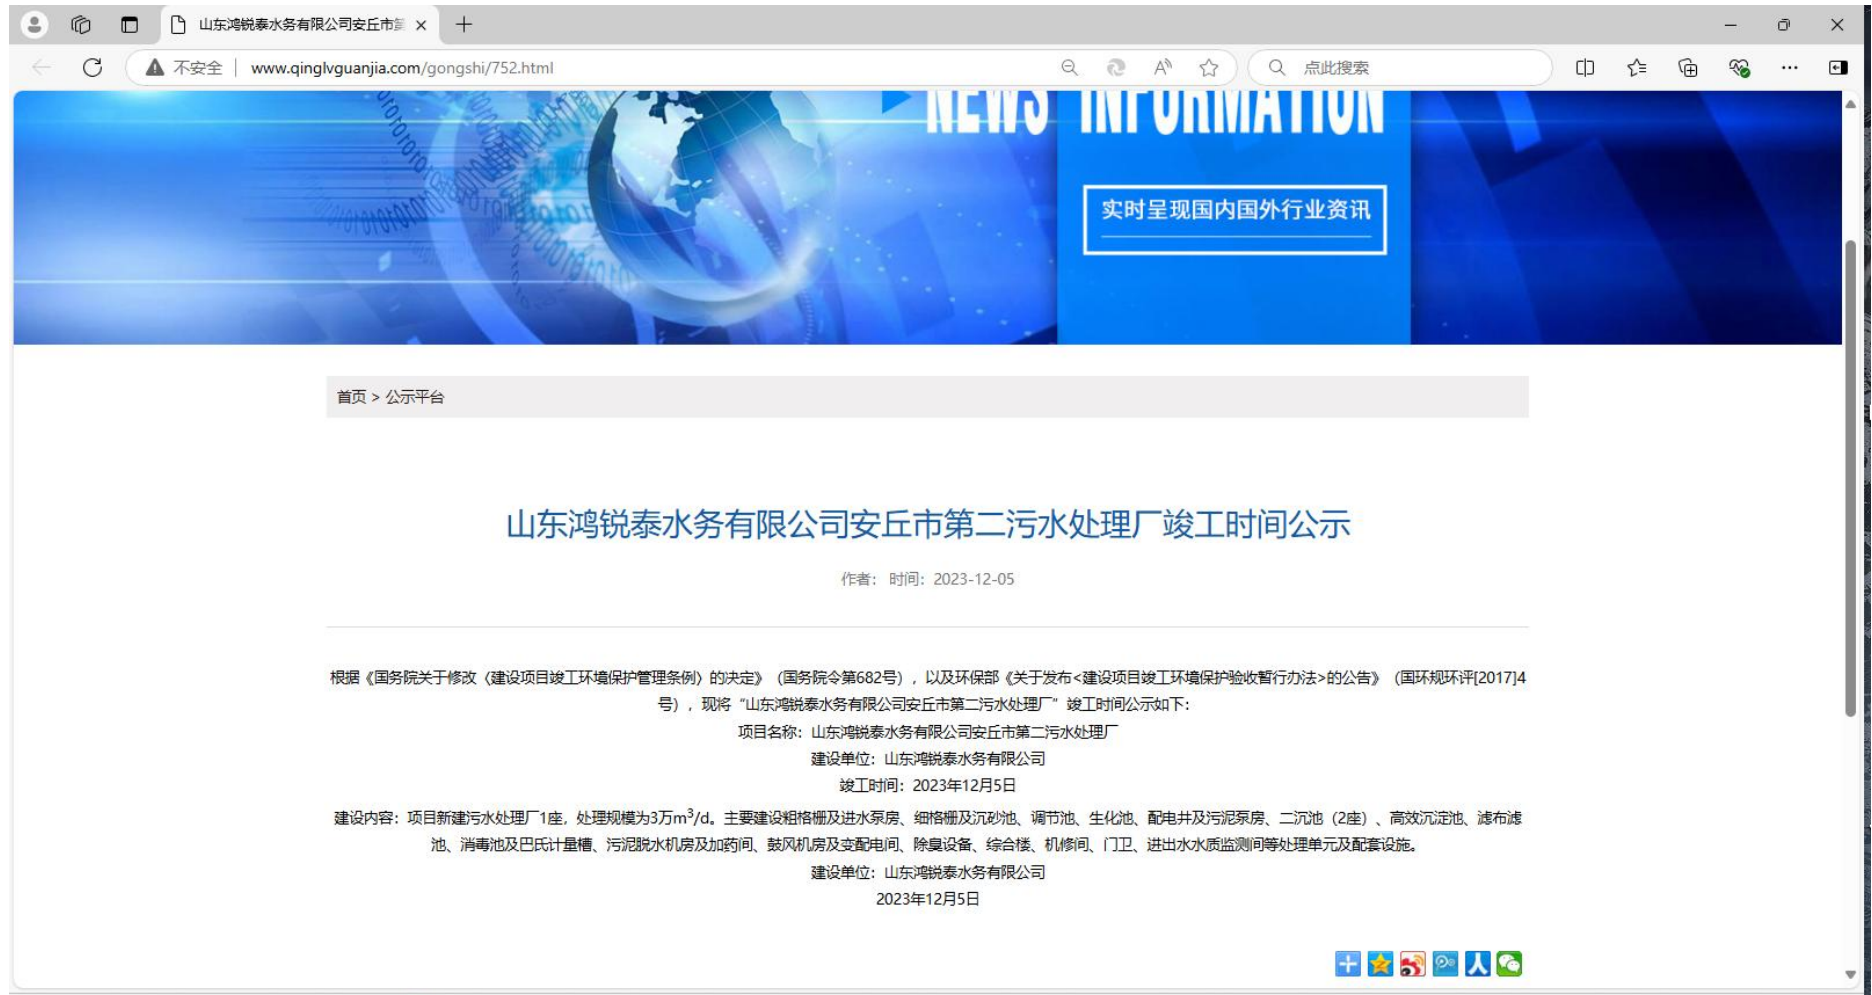 山东鸿锐泰水务有限公司安丘市第
不安全
www.qinglvguanjia.com/gongshi/752.html
点此搜索
NEWS INFORMATION
实时呈现国内国外行业资讯
首页 > 公示平台
山东鸿锐泰水务有限公司安丘市第二污水处理厂竣工时间公示
作者： 时间：2023-12-05
根据《国务院关于修改〈建设项目竣工环境保护管理条例〉的决定》（国务院令第682号），以及环保部《关于发布<建设项目竣工环境保护验收暂行办法>的公告》（国环规环评[2017]4
号），现将“山东鸿锐泰水务有限公司安丘市第二污水处理厂”竣工时间公示如下：
项目名称：山东鸿锐泰水务有限公司安丘市第二污水处理厂
建设单位：山东鸿锐泰水务有限公司
竣工时间：2023年12月5日
建设内容：项目新建污水处理厂1座，处理规模为3万m³/d。主要建设粗格栅及进水泵房、细格栅及沉砂池、调节池、生化池、配电井及污泥泵房、二沉池（2座）、高效沉淀池、滤布滤
池、消毒池及巴氏计量槽、污泥脱水机房及加药间、鼓风机房及变配电间、除臭设备、综合楼、机修间、门卫、进出水水质监测间等处理单元及配套设施。
建设单位：山东鸿锐泰水务有限公司
2023年12月5日